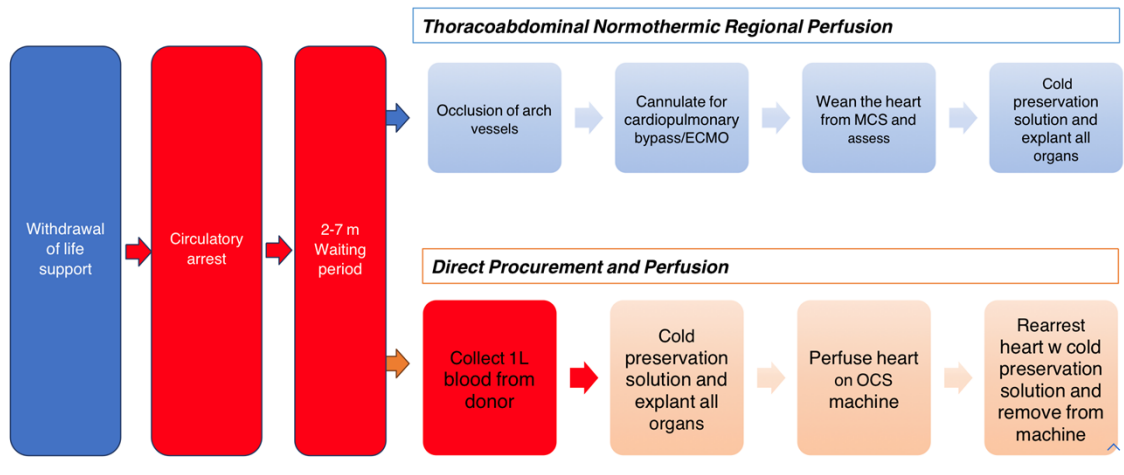 Thoracoabdominal Normothermic Regional Perfusion
Withdrawal
of life
support
Circulatory
arrest
2-7 m
Waiting
period
Occlusion of arch
vessels
Cannulate for
cardiopulmonary
bypass/ECMO
Wean the heart
from MCS and
assess
Cold
preservation
solution and
explant all
organs
Direct Procurement and Perfusion
Collect 1L
blood from
donor
Cold
preservation
solution and
explant all
organs
Perfuse heart
on OCS
machine
Rearrest
heart w cold
preservation
solution and
remove from
machine